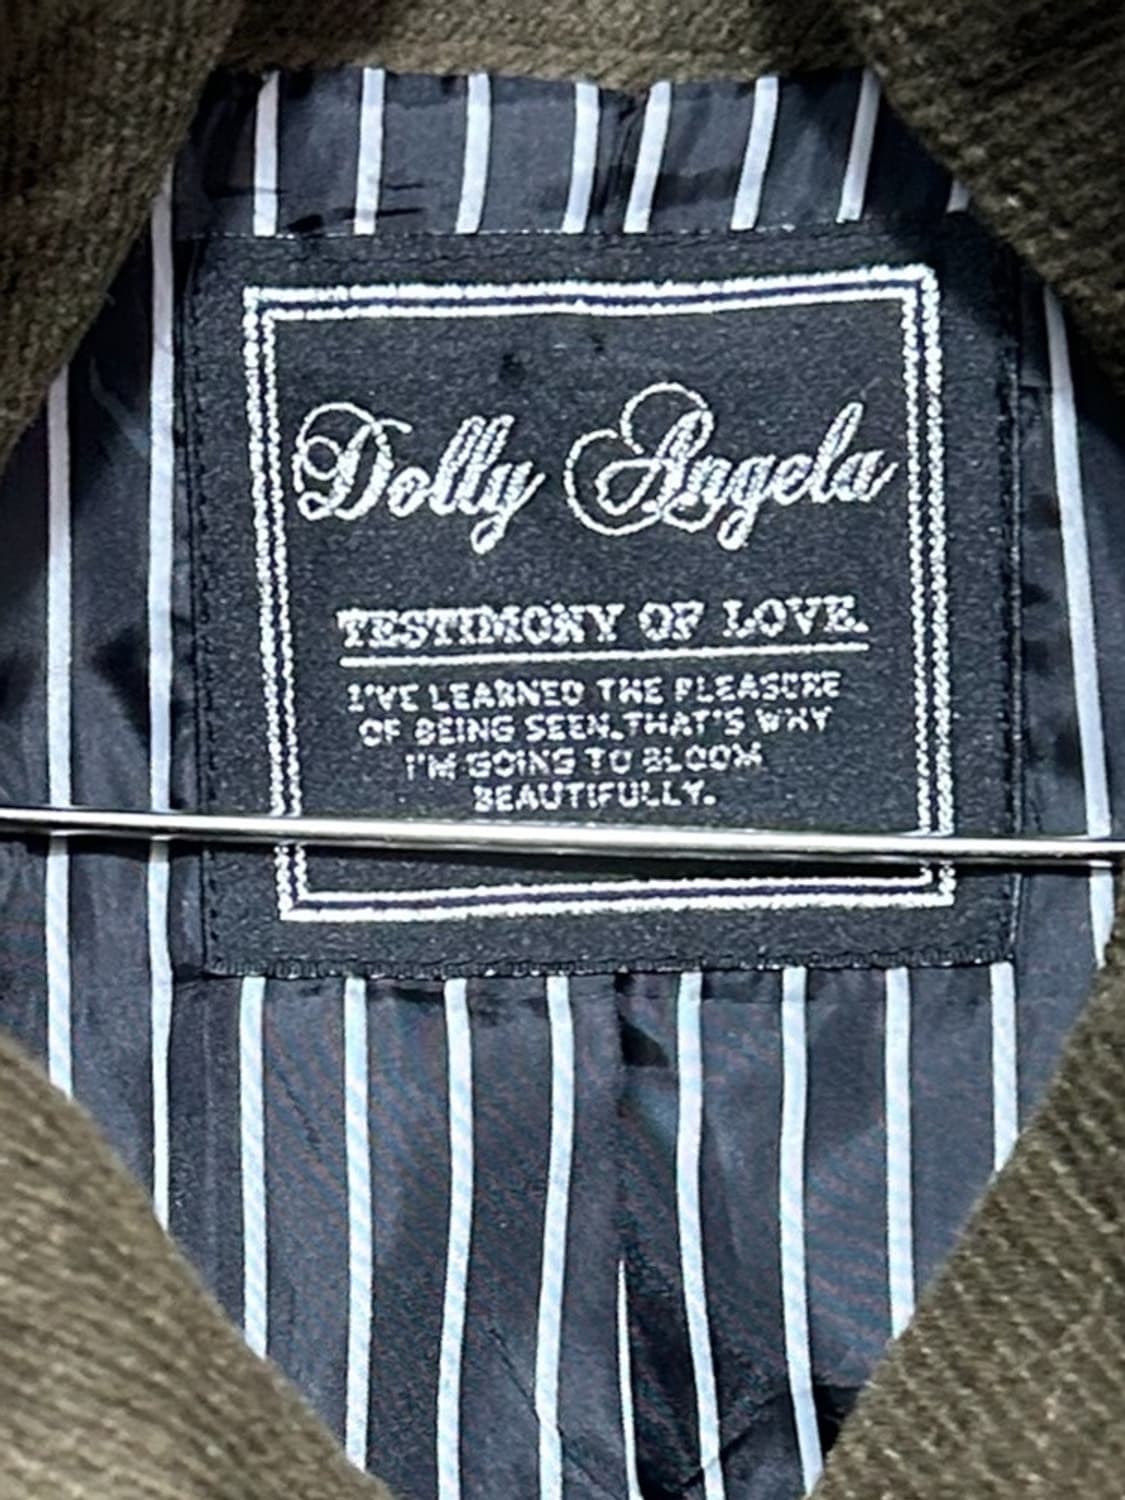 Dolly Angela
TESTIMONY OF LOVE.
I'VE LEARNED THE PLEASURE
OF BEING SEEN.THAT'S WHY
I'M GOING TO BLOOM
BEAUTIFULLY.